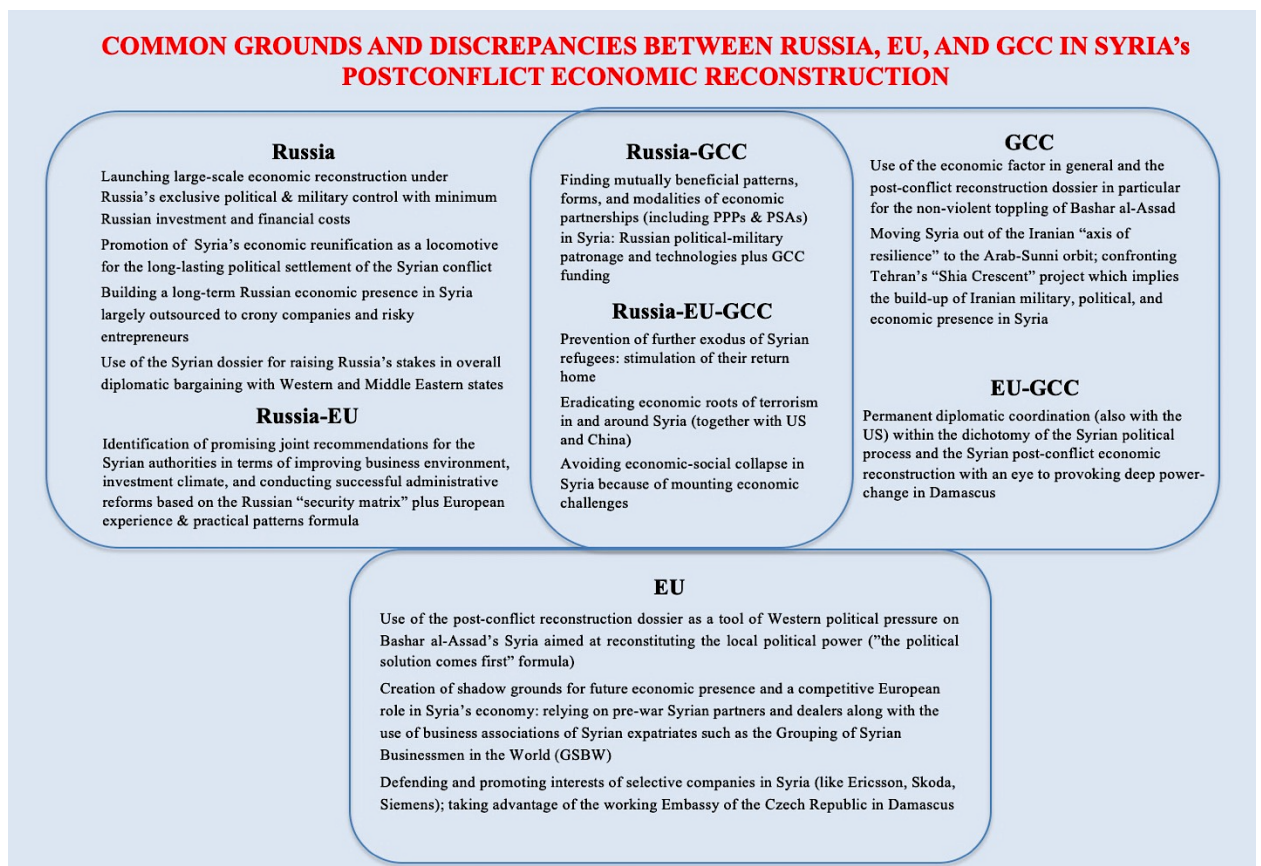 COMMON GROUNDS AND DISCREPANCIES BETWEEN RUSSIA, EU, AND GCC IN SYRIA’s
POSTCONFLICT ECONOMIC RECONSTRUCTION
Russia
Launching large-scale economic reconstruction under
Russia’s exclusive political & military control with minimum
Russian investment and financial costs
Promotion of Syria’s economic reunification as a locomotive
for the long-lasting political settlement of the Syrian conflict
Building a long-term Russian economic presence in Syria
largely outsourced to crony companies and risky
entrepreneurs
Use of the Syrian dossier for raising Russia’s stakes in overall
diplomatic bargaining with Western and Middle Eastern states
Russia-EU
Identification of promising joint recommendations for the
Syrian authorities in terms of improving business environment,
investment climate, and conducting successful administrative
reforms based on the Russian “security matrix” plus European
experience & practical patterns formula
Russia-GCC
Finding mutually beneficial patterns,
forms, and modalities of economic
partnerships (including PPPs & PSAs)
in Syria: Russian political-military
patronage and technologies plus GCC
funding
Russia-EU-GCC
Prevention of further exodus of Syrian
refugees: stimulation of their return
home
Eradicating economic roots of terrorism
in and around Syria (together with US
and China)
Avoiding economic-social collapse in
Syria because of mounting economic
challenges
GCC
Use of the economic factor in general and the
post-conflict reconstruction dossier in particular
for the non-violent toppling of Bashar al-Assad
Moving Syria out of the Iranian “axis of
resilience” to the Arab-Sunni orbit; confronting
Tehran’s “Shia Crescent” project which implies
the build-up of Iranian military, political, and
economic presence in Syria
EU-GCC
Permanent diplomatic coordination (also with the
US) within the dichotomy of the Syrian political
process and the Syrian post-conflict economic
reconstruction with an eye to provoking deep power-
change in Damascus
EU
Use of the post-conflict reconstruction dossier as a tool of Western political pressure on
Bashar al-Assad’s Syria aimed at reconstituting the local political power (”the political
solution comes first” formula)
Creation of shadow grounds for future economic presence and a competitive European
role in Syria’s economy: relying on pre-war Syrian partners and dealers along with the
use of business associations of Syrian expatriates such as the Grouping of Syrian
Businessmen in the World (GSBW)
Defending and promoting interests of selective companies in Syria (like Ericsson, Skoda,
Siemens); taking advantage of the working Embassy of the Czech Republic in Damascus